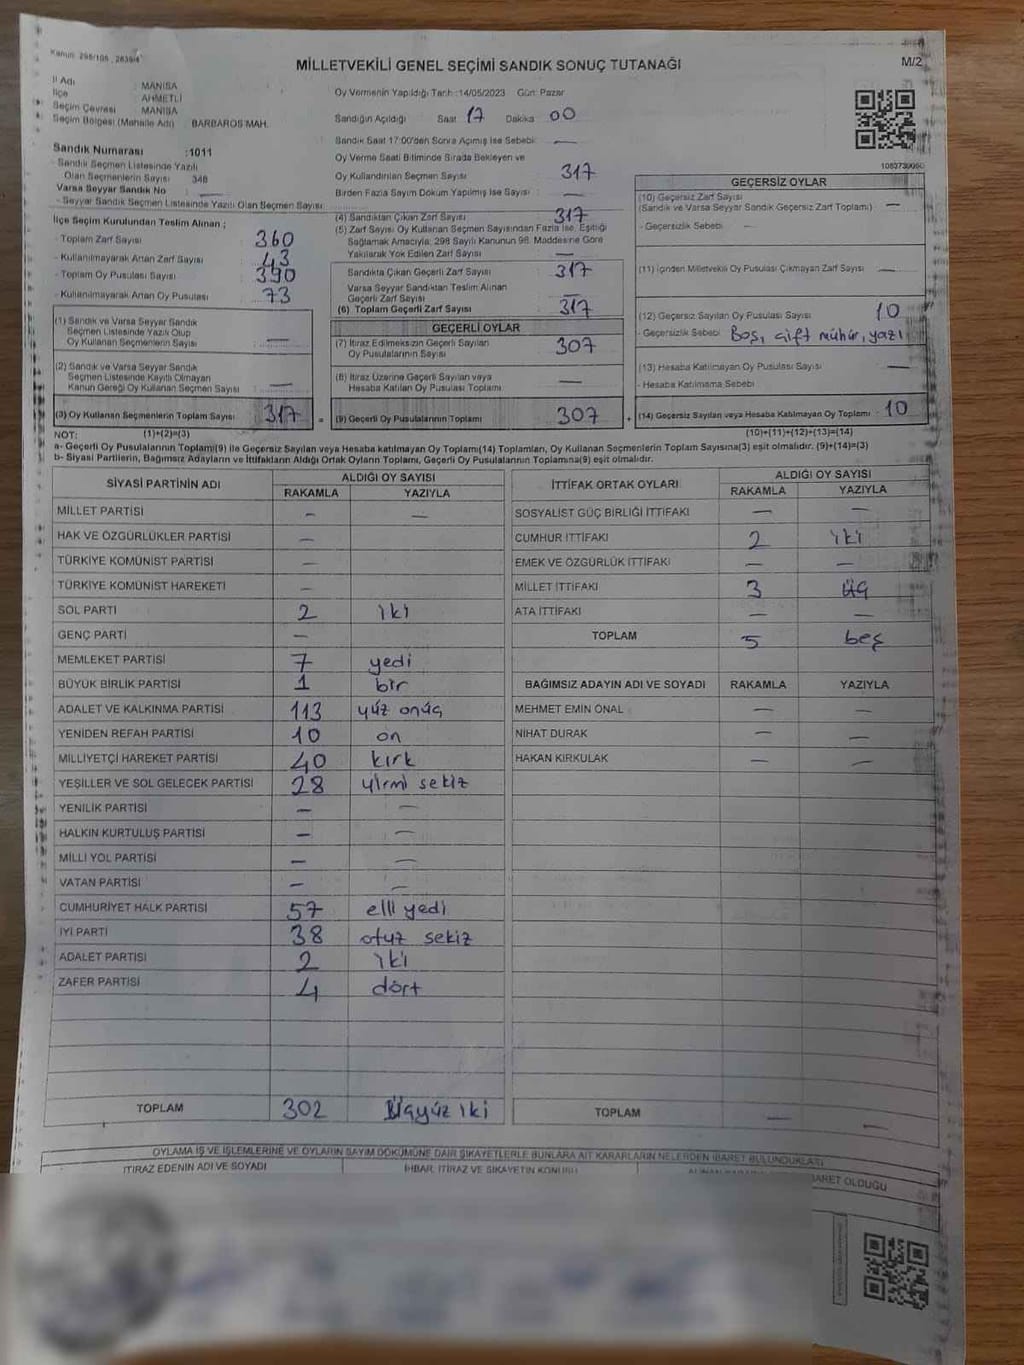 Kanun: 298/105, 2839/4
MİLLETVEKİLİ GENEL SEÇİMİ SANDIK SONUÇ TUTANAĞI
M/2
İl Adı : MANİSA
İlçe : AHMETLİ
Seçim Çevresi : MANİSA
Seçim Bölgesi (Mahalle Adı) : BARBAROS MAH.
Sandık Numarası :1011
- Sandık Seçmen Listesinde Yazılı
Olan Seçmenlerin Sayısı : 348
Varsa Seyyar Sandık No : —
- Seyyar Sandık Seçmen Listesinde Yazılı Olan Seçmen Sayısı:
İlçe Seçim Kurulundan Teslim Alınan ;
- Toplam Zarf Sayısı : 360
- Kullanılmayarak Artan Zarf Sayısı : 43
- Toplam Oy Pusulası Sayısı : 390
- Kullanılmayarak Artan Oy Pusulası : 73
(1) Sandık ve Varsa Seyyar Sandık
Seçmen Listesinde Yazılı Olup
Oy Kullanan Seçmenlerin Sayısı : —
(2) Sandık ve Varsa Seyyar Sandık
Seçmen Listesinde Kayıtlı Olmayan
Kanun Gereği Oy Kullanan Seçmen Sayısı : —
(3) Oy Kullanan Seçmenlerin Toplam Sayısı : 317 =
Oy Vermenin Yapıldığı Tarih :14/05/2023 Gün: Pazar
Sandığın Açıldığı Saat 17 Dakika 00
Sandık Saat 17:00'den Sonra Açılmış İse Sebebi: —
Oy Verme Saati Bitiminde Sırada Bekleyen ve
Oy Kullandırılan Seçmen Sayısı : 317
Birden Fazla Sayım Döküm Yapılmış İse Sayısı : —
(4) Sandıktan Çıkan Zarf Sayısı : 317
(5) Zarf Sayısı Oy Kullanan Seçmen Sayısından Fazla İse, Eşitliği
Sağlamak Amacıyla; 298 Sayılı Kanunun 98. Maddesine Göre
Yakılarak Yok Edilen Zarf Sayısı : —
Sandıkta Çıkan Geçerli Zarf Sayısı : 317
Varsa Seyyar Sandıktan Teslim Alınan
Geçerli Zarf Sayısı : —
(6) Toplam Geçerli Zarf Sayısı : 317
GEÇERLİ OYLAR
(7) İtiraz Edilmeksizin Geçerli Sayılan
Oy Pusulalarının Sayısı : 307
(8) İtiraz Üzerine Geçerli Sayılan veya
Hesaba Katılan Oy Pusulası Toplamı : —
(9) Geçerli Oy Pusulalarının Toplamı : 307 +
GEÇERSİZ OYLAR
(10) Geçersiz Zarf Sayısı
(Sandık ve Varsa Seyyar Sandık Geçersiz Zarf Toplamı) : —
- Geçersizlik Sebebi : —
(11) İçinden Milletvekili Oy Pusulası Çıkmayan Zarf Sayısı : —
(12) Geçersiz Sayılan Oy Pusulası Sayısı : 10
- Geçersizlik Sebebi : Boş, çift mühür, yazı
(13) Hesaba Katılmayan Oy Pusulası Sayısı : —
- Hesaba Katılmama Sebebi :
(14) Geçersiz Sayılan veya Hesaba Katılmayan Oy Pusulası Toplamı : 10
NOT: (1)+(2)=(3) (10)+(11)+(12)+(13)=(14)
a- Geçerli Oy Pusulalarının Toplamı(9) ile Geçersiz Sayılan veya Hesaba katılmayan Oy Toplamı(14) Toplamları, Oy Kullanan Seçmenlerin Toplam Sayısına(3) eşit olmalıdır. (9)+(14)=(3)
b- Siyasi Partilerin, Bağımsız Adayların ve İttifakların Aldığı Ortak Oyların Toplamı, Geçerli Oy Pusulalarının Toplamına(9) eşit olmalıdır.
SİYASİ PARTİNİN ADI ALDIĞI OY SAYISI
RAKAMLA YAZIYLA
MİLLET PARTİSİ — —
HAK VE ÖZGÜRLÜKLER PARTİSİ —
TÜRKİYE KOMÜNİST PARTİSİ —
TÜRKİYE KOMÜNİST HAREKETİ —
SOL PARTİ 2 iki
GENÇ PARTİ —
MEMLEKET PARTİSİ 7 yedi
BÜYÜK BİRLİK PARTİSİ 1 bir
ADALET VE KALKINMA PARTİSİ 113 yüz onüç
YENİDEN REFAH PARTİSİ 10 on
MİLLİYETÇİ HAREKET PARTİSİ 40 kırk
YEŞİLLER VE SOL GELECEK PARTİSİ 28 yirmi sekiz
YENİLİK PARTİSİ — —
HALKIN KURTULUŞ PARTİSİ — —
MİLLİ YOL PARTİSİ — —
VATAN PARTİSİ — —
CUMHURİYET HALK PARTİSİ 57 elli yedi
İYİ PARTİ 38 otuz sekiz
ADALET PARTİSİ 2 iki
ZAFER PARTİSİ 4 dört
TOPLAM 302 Üçyüz iki
İTTİFAK ORTAK OYLARI ALDIĞI OY SAYISI
RAKAMLA YAZIYLA
SOSYALİST GÜÇ BİRLİĞİ İTTİFAKI — —
CUMHUR İTTİFAKI 2 iki
EMEK VE ÖZGÜRLÜK İTTİFAKI — —
MİLLET İTTİFAKI 3 üç
ATA İTTİFAKI — —
TOPLAM 5 beş
BAĞIMSIZ ADAYIN ADI VE SOYADI RAKAMLA YAZIYLA
MEHMET EMİN ÖNAL — —
NİHAT DURAK — —
HAKAN KIRKULAK — —
TOPLAM — —
OYLAMA İŞ VE İŞLEMLERİNE VE OYLARIN SAYIM DÖKÜMÜNE DAİR ŞİKAYETLERLE BUNLARA AİT KARARLARIN NELERDEN İBARET BULUNDUKLARI
İTİRAZ EDENİN ADI VE SOYADI İHBAR, İTİRAZ VE ŞİKAYETİN KONUSU
İBARET OLDUĞU